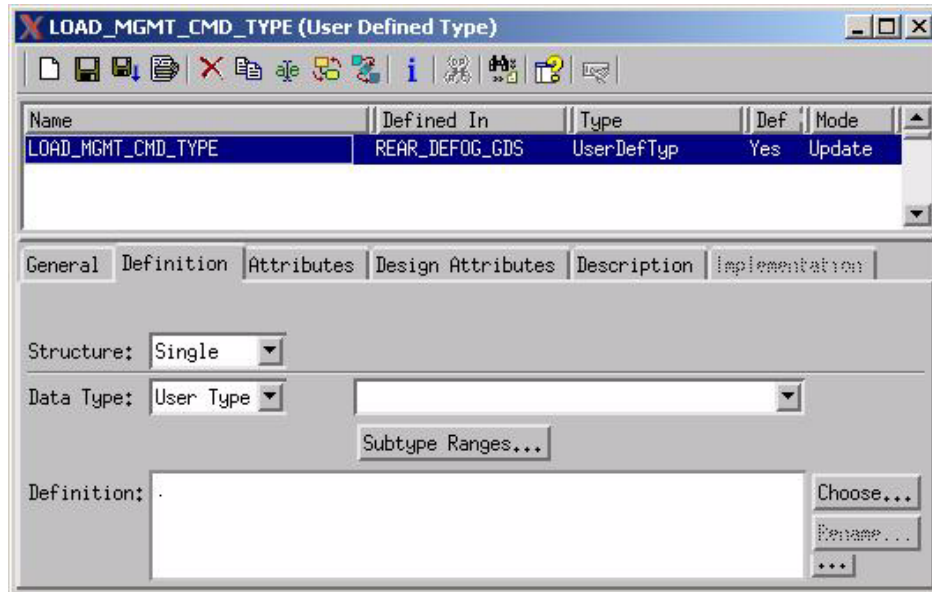 LOAD_MGMT_CMD_TYPE (User Defined Type)
Name Defined In Type Def Mode
LOAD_MGMT_CMD_TYPE REAR_DEFOG_GDS UserDefTyp Yes Update
General Definition Attributes Design Attributes Description Implementation
Structure: Single
Data Type: User Type
Subtype Ranges...
Definition: .
Choose...
Rename...
...